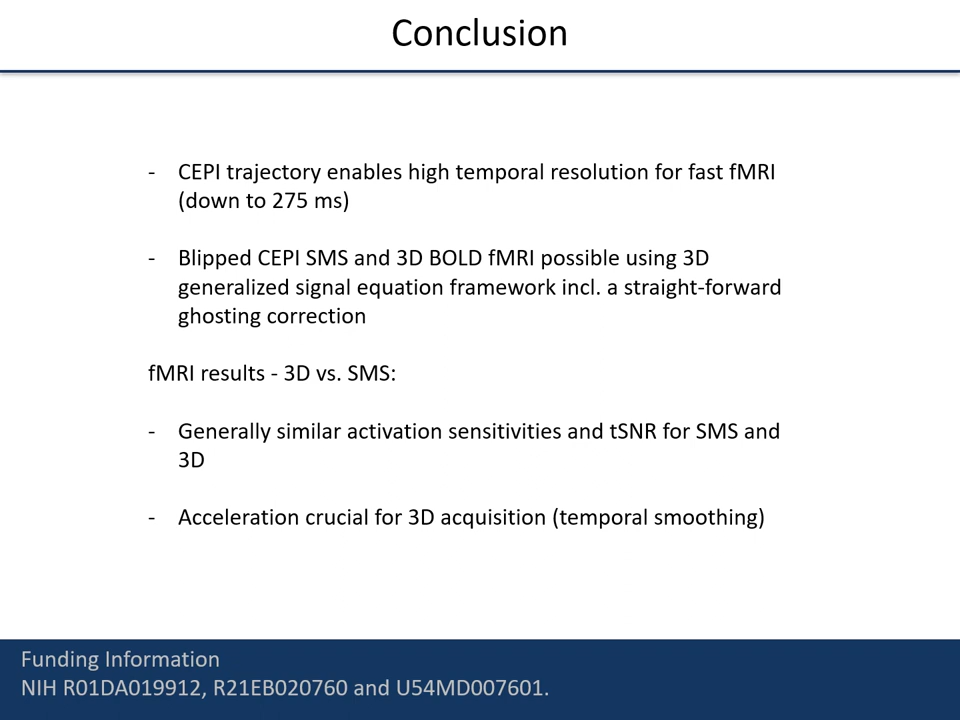 Conclusion
- CEPI trajectory enables high temporal resolution for fast fMRI
(down to 275 ms)
- Blipped CEPI SMS and 3D BOLD fMRI possible using 3D
generalized signal equation framework incl. a straight-forward
ghosting correction
fMRI results - 3D vs. SMS:
- Generally similar activation sensitivities and tSNR for SMS and
3D
- Acceleration crucial for 3D acquisition (temporal smoothing)
Funding Information
NIH R01DA019912, R21EB020760 and U54MD007601.